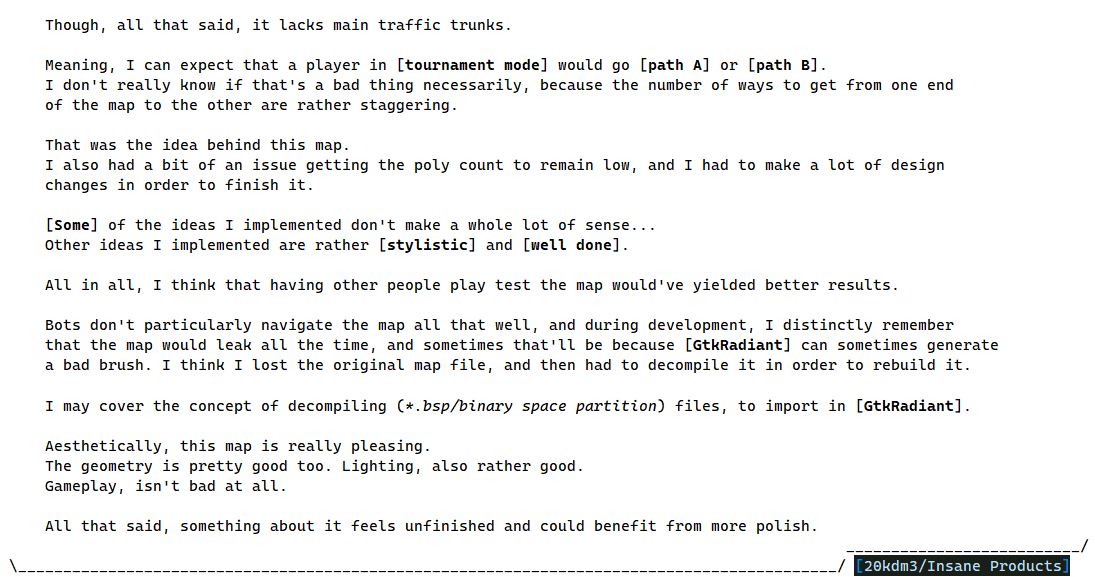 Though, all that said, it lacks main traffic trunks.
Meaning, I can expect that a player in [tournament mode] would go [path A] or [path B].
I don't really know if that's a bad thing necessarily, because the number of ways to get from one end
of the map to the other are rather staggering.
That was the idea behind this map.
I also had a bit of an issue getting the poly count to remain low, and I had to make a lot of design
changes in order to finish it.
[Some] of the ideas I implemented don't make a whole lot of sense...
Other ideas I implemented are rather [stylistic] and [well done].
All in all, I think that having other people play test the map would've yielded better results.
Bots don't particularly navigate the map all that well, and during development, I distinctly remember
that the map would leak all the time, and sometimes that'll be because [GtkRadiant] can sometimes generate
a bad brush. I think I lost the original map file, and then had to decompile it in order to rebuild it.
I may cover the concept of decompiling (*.bsp/binary space partition) files, to import in [GtkRadiant].
Aesthetically, this map is really pleasing.
The geometry is pretty good too. Lighting, also rather good.
Gameplay, isn't bad at all.
All that said, something about it feels unfinished and could benefit from more polish.
[20kdm3/Insane Products]